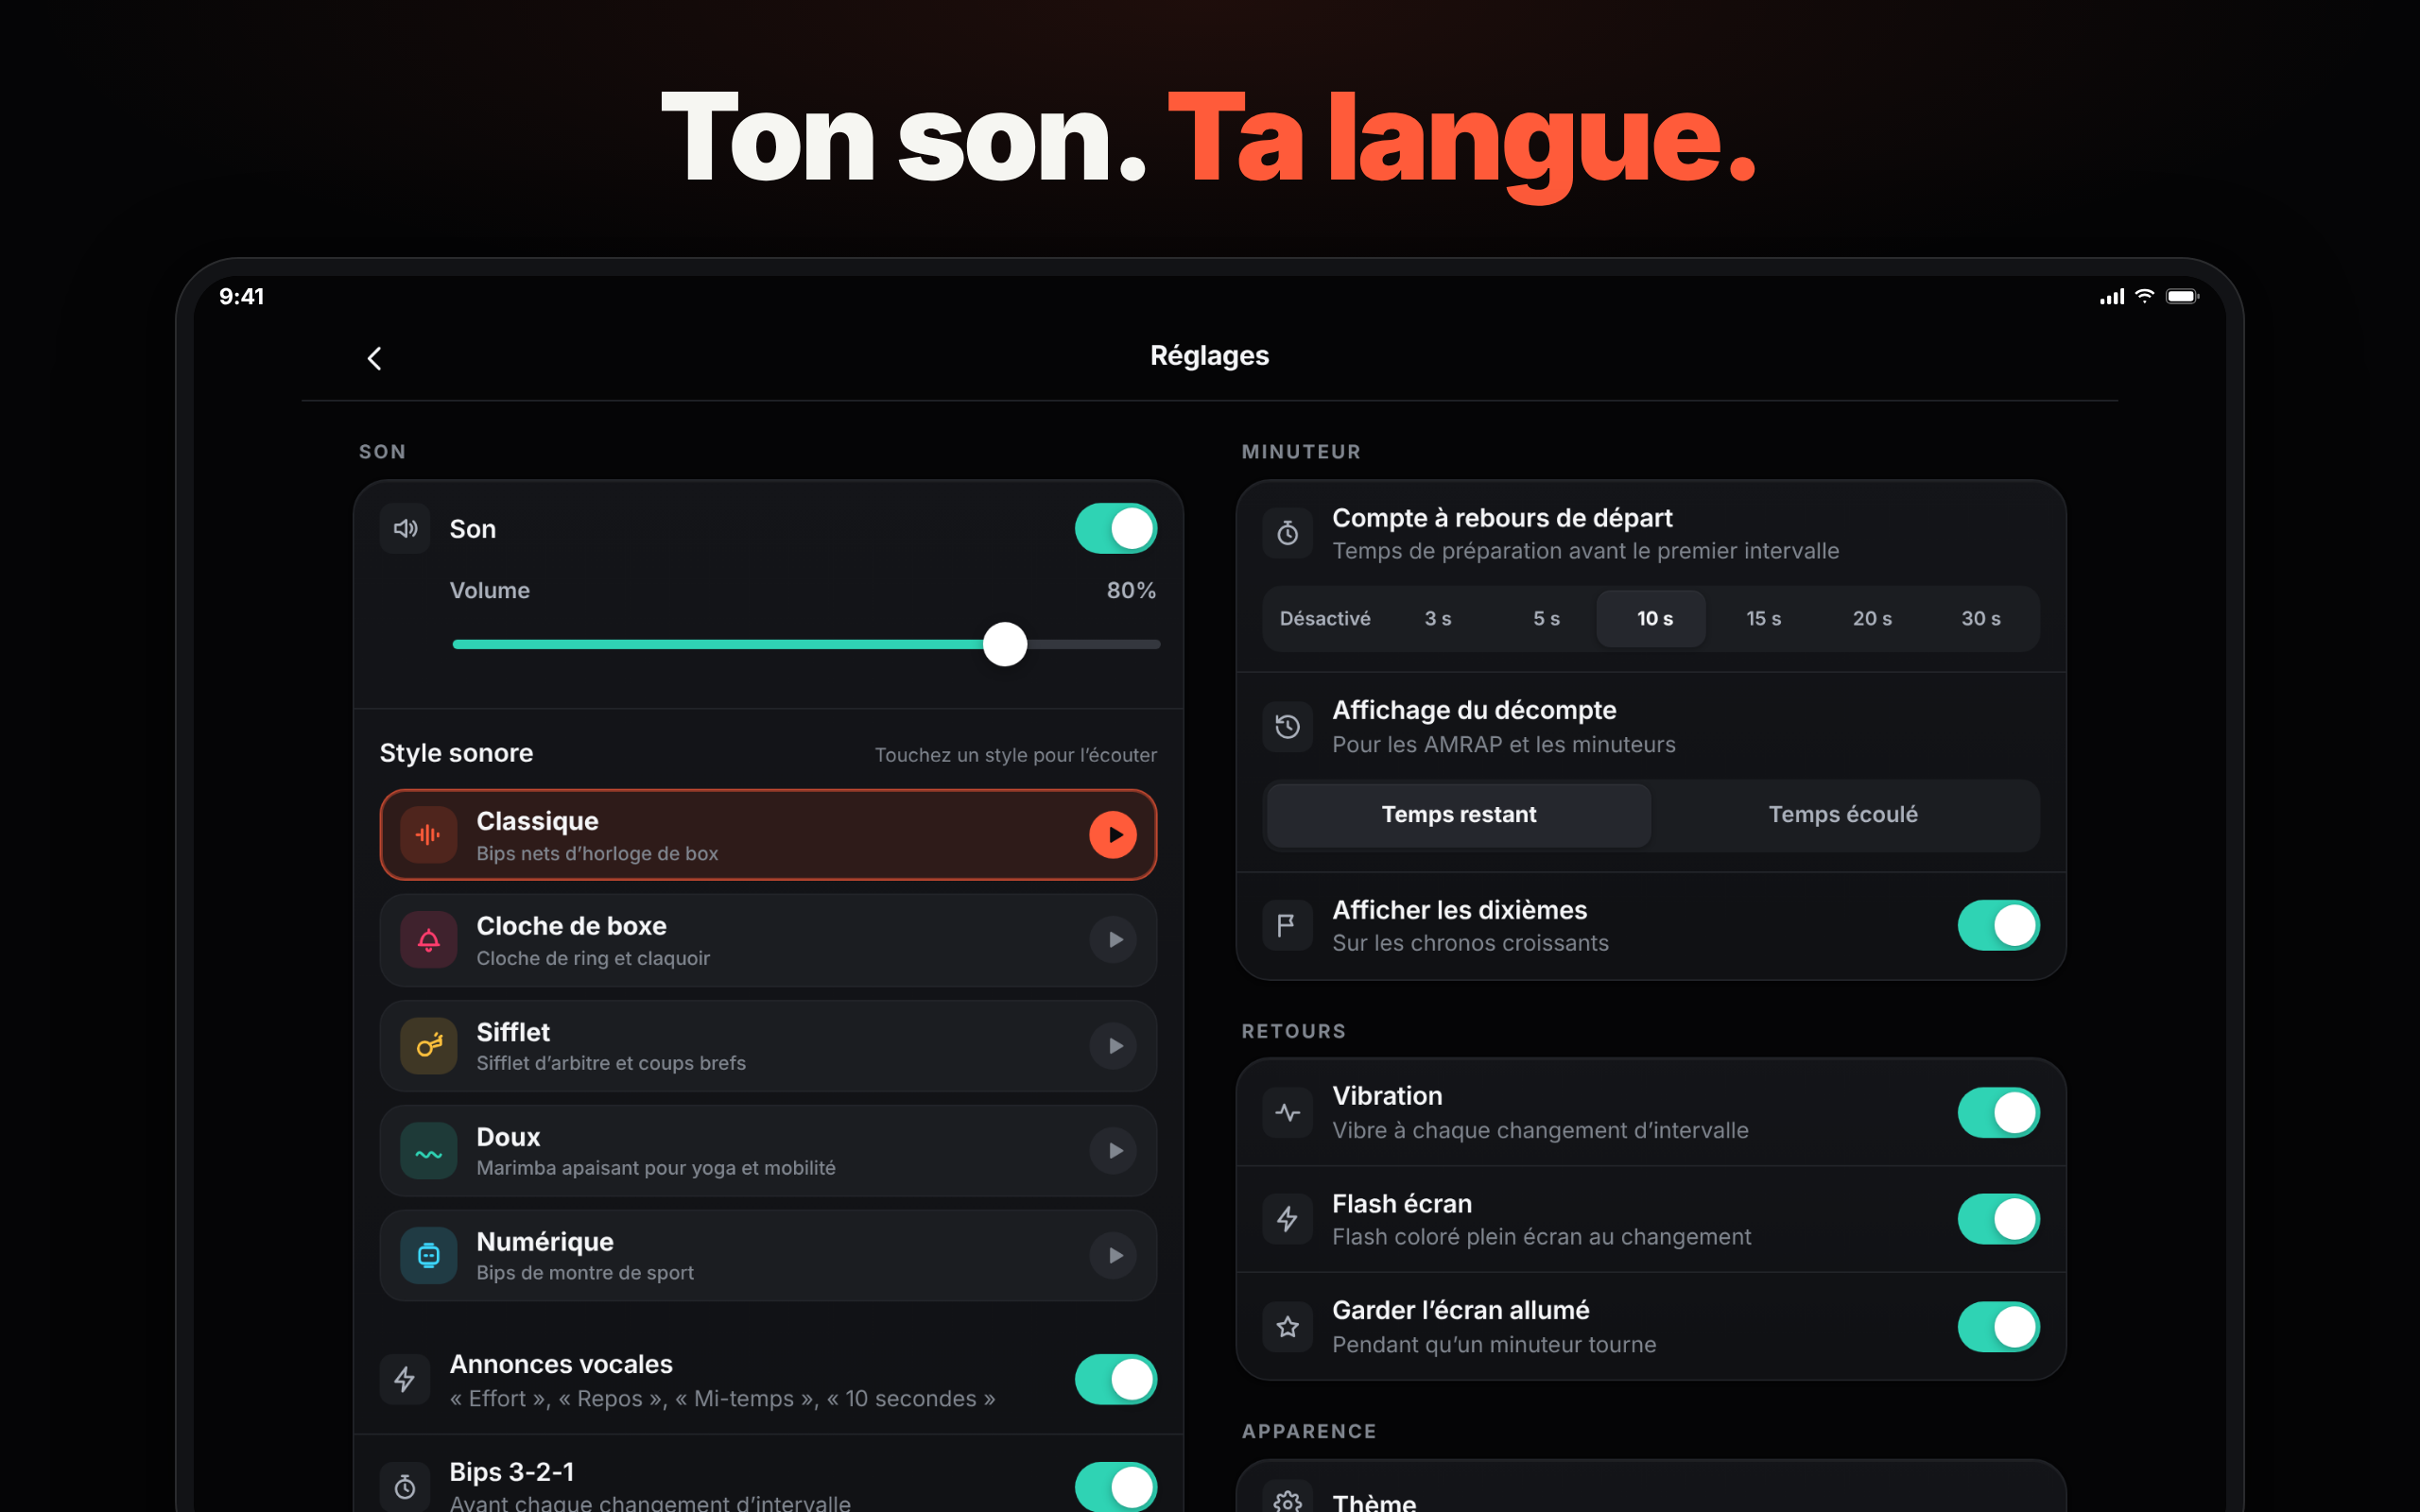 Ton son. Ta langue.
9:41
Réglages
SON
Son
Volume
80%
Style sonore
Touchez un style pour l’écouter
Classique
Bips nets d’horloge de box
Cloche de boxe
Cloche de ring et claquoir
Sifflet
Sifflet d’arbitre et coups brefs
Doux
Marimba apaisant pour yoga et mobilité
Numérique
Bips de montre de sport
Annonces vocales
« Effort », « Repos », « Mi-temps », « 10 secondes »
Bips 3-2-1
Avant chaque changement d’intervalle
MINUTEUR
Compte à rebours de départ
Temps de préparation avant le premier intervalle
Désactivé 3 s 5 s 10 s 15 s 20 s 30 s
Affichage du décompte
Pour les AMRAP et les minuteurs
Temps restant Temps écoulé
Afficher les dixièmes
Sur les chronos croissants
RETOURS
Vibration
Vibre à chaque changement d’intervalle
Flash écran
Flash coloré plein écran au changement
Garder l’écran allumé
Pendant qu’un minuteur tourne
APPARENCE
Thème